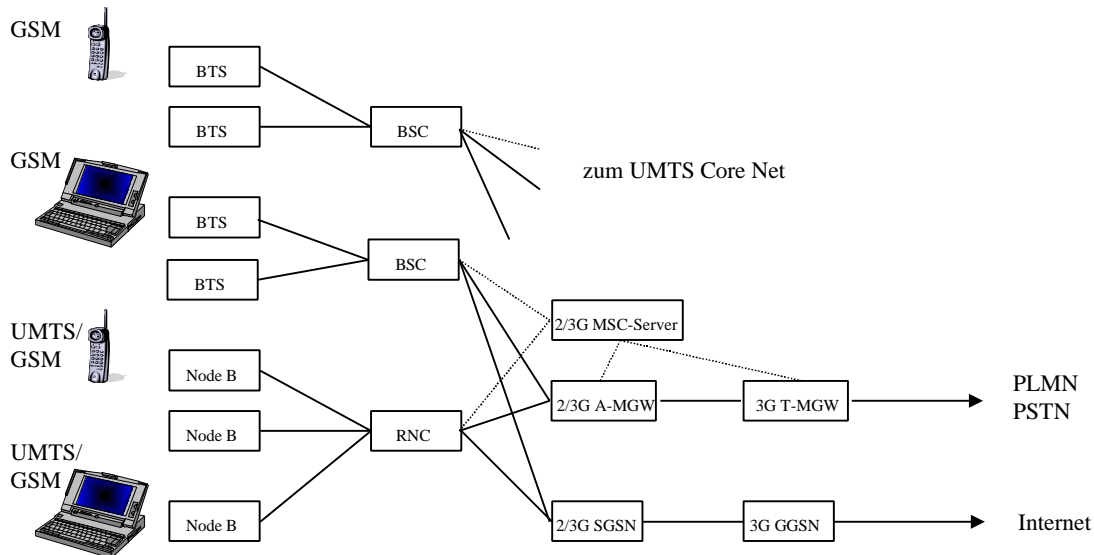 GSM
BTS
BTS
BSC
GSM
zum UMTS Core Net
BTS
BSC
BTS
2/3G MSC-Server
UMTS/
GSM
Node B
2/3G A-MGW
3G T-MGW
PLMN
PSTN
Node B
RNC
UMTS/
GSM
Node B
2/3G SGSN
3G GGSN
Internet